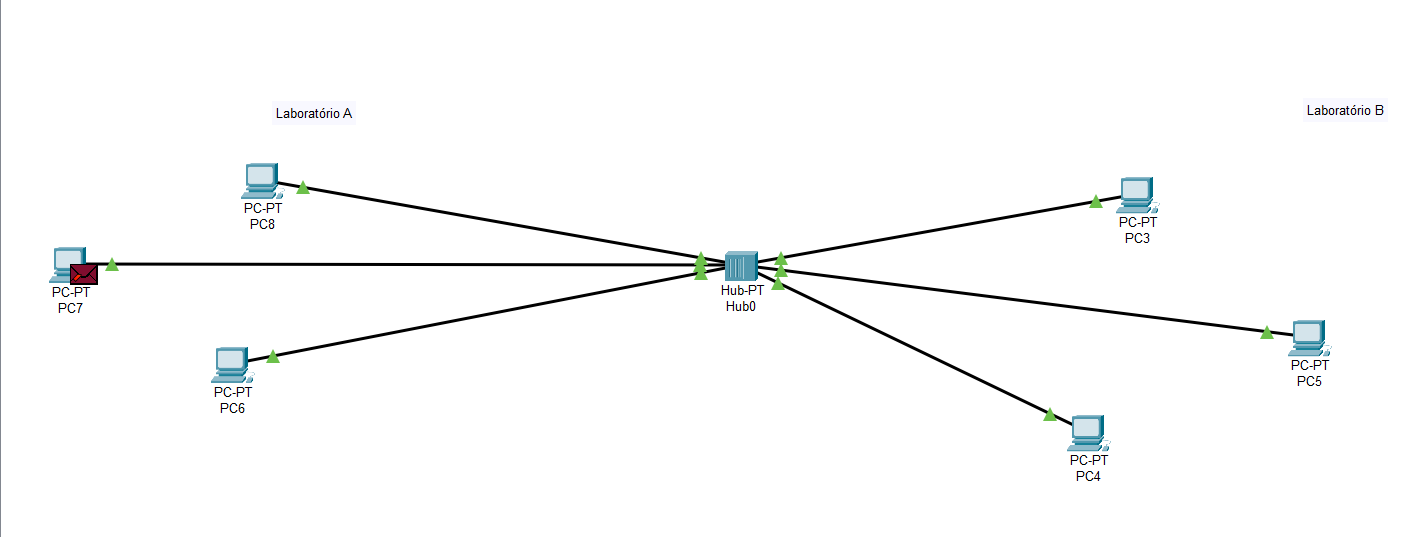 Laboratório A
Laboratório B
PC-PT
PC8
PC-PT
PC3
PC-PT
PC7
Hub-PT
Hub0
PC-PT
PC6
PC-PT
PC5
PC-PT
PC4